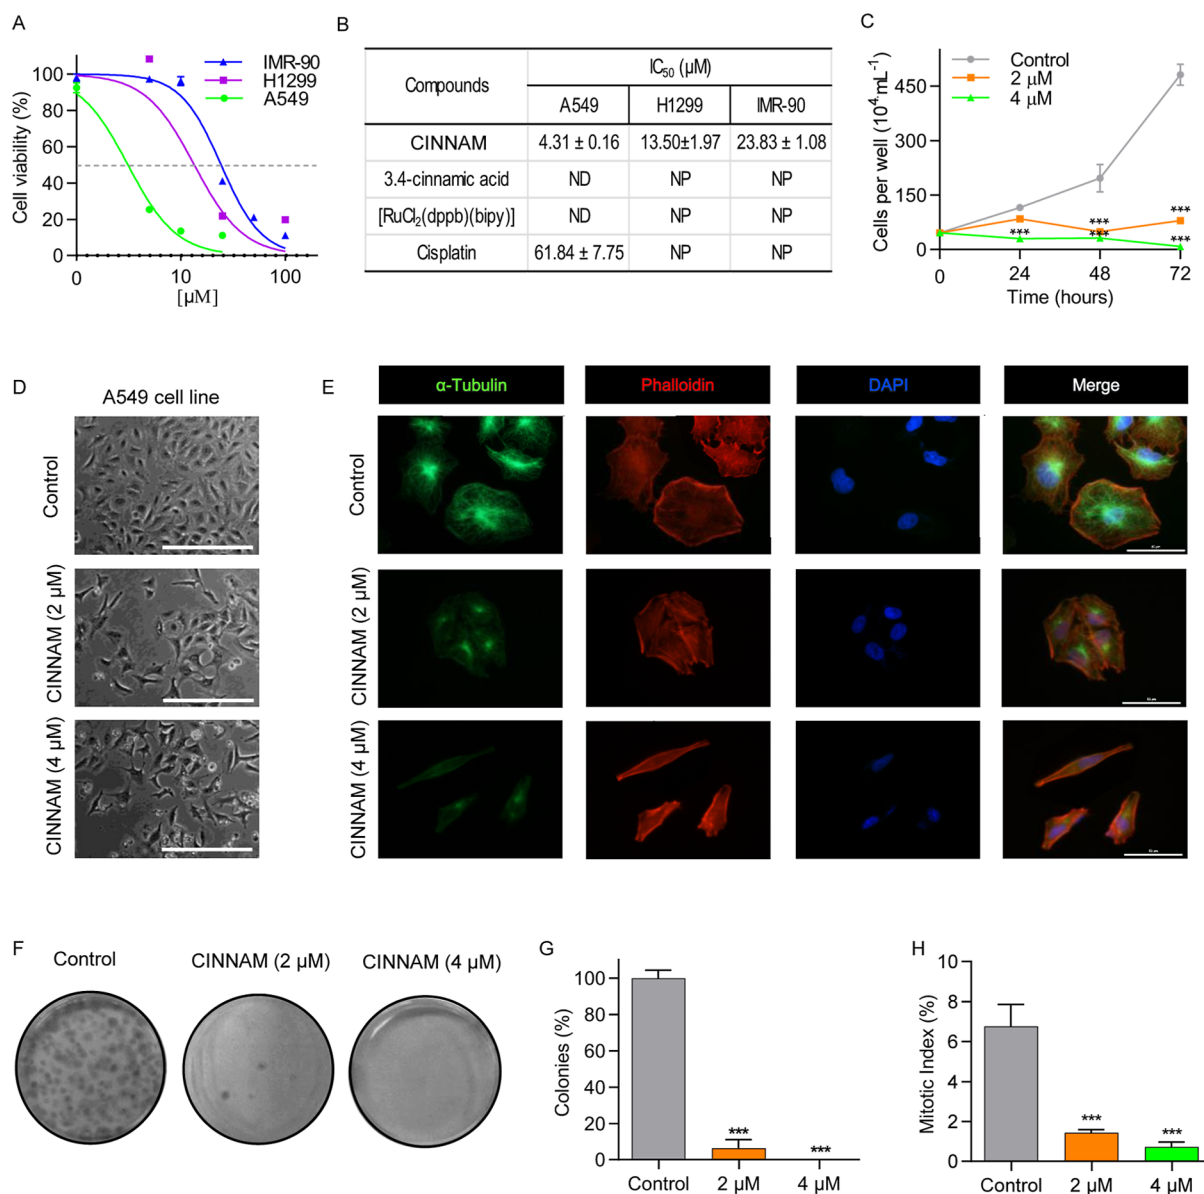 A
IMR-90
H1299
A549
Cell viability (%)
100
80
60
40
20
0
0
10
100
[µM]
B
Compounds
IC50 (µM)
A549
H1299
IMR-90
CINNAM
4.31 ± 0.16
13.50±1.97
23.83 ± 1.08
3.4-cinnamic acid
ND
NP
NP
[RuCl2(dppb)(bipy)]
ND
NP
NP
Cisplatin
61.84 ± 7.75
NP
NP
C
Control
2 µM
4 µM
Cells per well (10⁴.mL⁻¹)
450
300
150
0
***
***
***
***
***
0
24
48
72
Time (hours)
D
A549 cell line
Control
CINNAM (2 µM)
CINNAM (4 µM)
E
α-Tubulin
Phalloidin
DAPI
Merge
Control
CINNAM (2 µM)
CINNAM (4 µM)
F
Control
CINNAM (2 µM)
CINNAM (4 µM)
G
Colonies (%)
100
80
60
40
20
0
***
***
Control
2 µM
4 µM
H
Mitotic Index (%)
10
8
6
4
2
0
***
***
Control
2 µM
4 µM